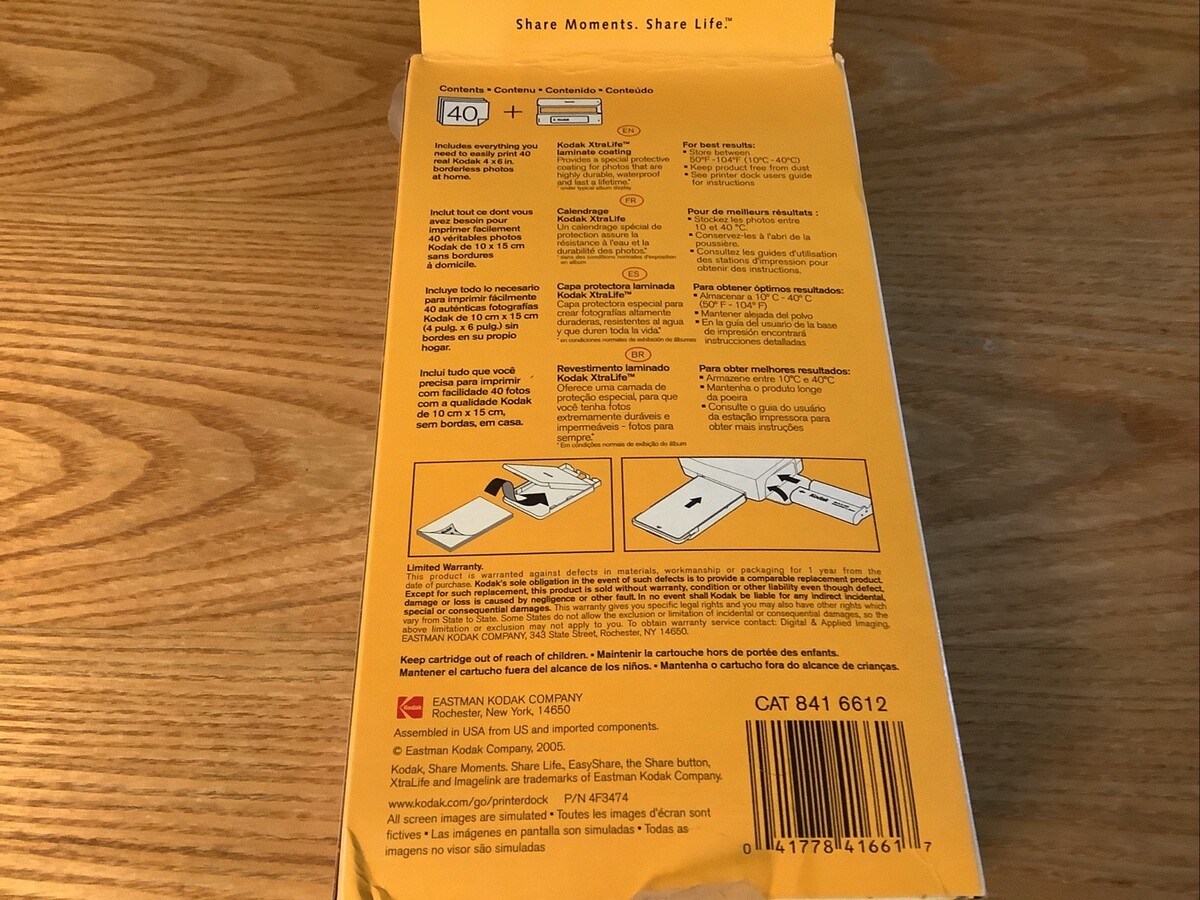 Share Moments. Share Life.™
Contents ▪ Contenu ▪ Contenido ▪ Conteúdo
40 +
Kodak
EN
Includes everything you
need to easily print 40
real Kodak 4 x 6 in.
borderless photos
at home.
Kodak XtraLife™
laminate coating
Provides a special protective
coating for photos that are
highly durable, waterproof
and last a lifetime.*
* under typical album display
For best results:
▪ Store between
50°F -104°F (10°C -40°C)
▪ Keep product free from dust
▪ See printer dock users guide
for instructions
FR
Inclut tout ce dont vous
avez besoin pour
imprimer facilement
40 véritables photos
Kodak de 10 x 15 cm
sans bordures
à domicile.
Calendrage
Kodak XtraLife
Un calendrage spécial de
protection assure la
résistance à l'eau et la
durabilité des photos.*
* dans des conditions normales d'exposition
en album
Pour de meilleurs résultats :
▪ Stockez les photos entre
10 et 40 °C.
▪ Conservez-les à l'abri de la
poussière.
▪ Consultez les guides d'utilisation
des stations d'impression pour
obtenir des instructions.
ES
Incluye todo lo necesario
para imprimir fácilmente
40 auténticas fotografías
Kodak de 10 cm x 15 cm
(4 pulg. x 6 pulg.) sin
bordes en su propio
hogar.
Capa protectora laminada
Kodak XtraLife™
Capa protectora especial para
crear fotografías altamente
duraderas, resistentes al agua
y que duren toda la vida.*
* en condiciones normales de exhibición de álbumes
Para obtener óptimos resultados:
▪ Almacenar a 10° C - 40° C
(50° F - 104° F)
▪ Mantener alejada del polvo
▪ En la guía del usuario de la base
de impresión encontrará
instrucciones detalladas
BR
Inclui tudo que você
precisa para imprimir
com facilidade 40 fotos
com a qualidade Kodak
de 10 cm x 15 cm,
sem bordas, em casa.
Revestimento laminado
Kodak XtraLife™
Oferece uma camada de
proteção especial, para que
você tenha fotos
extremamente duráveis e
impermeáveis - fotos para
sempre.*
* Em condições normais de exibição do álbum
Para obter melhores resultados:
▪ Armazene entre 10°C e 40°C
▪ Mantenha o produto longe
da poeira
▪ Consulte o guia do usuário
da estação impressora para
obter mais instruções
Kodak
Limited Warranty.
This product is warranted against defects in materials, workmanship or packaging for 1 year from the
date of purchase. Kodak's sole obligation in the event of such defects is to provide a comparable replacement product.
Except for such replacement, this product is sold without warranty, condition or other liability even though defect,
damage or loss is caused by negligence or other fault. In no event shall Kodak be liable for any indirect incidental,
special or consequential damages. This warranty gives you specific legal rights and you may also have other rights which
vary from State to State. Some States do not allow the exclusion or limitation of incidental or consequential damages, so the
above limitation or exclusion may not apply to you. To obtain warranty service contact: Digital & Applied Imaging,
EASTMAN KODAK COMPANY, 343 State Street, Rochester, NY 14650.
Keep cartridge out of reach of children. ▪ Maintenir la cartouche hors de portée des enfants.
Mantener el cartucho fuera del alcance de los niños. ▪ Mantenha o cartucho fora do alcance de crianças.
Kodak
EASTMAN KODAK COMPANY
Rochester, New York, 14650
Assembled in USA from US and imported components.
© Eastman Kodak Company, 2005.
Kodak, Share Moments. Share Life., EasyShare, the Share button,
XtraLife and Imagelink are trademarks of Eastman Kodak Company.
www.kodak.com/go/printerdock P/N 4F3474
All screen images are simulated ▪ Toutes les images d'écran sont
fictives ▪ Las imágenes en pantalla son simuladas ▪ Todas as
imagens no visor são simuladas
CAT 841 6612
0 41778 41661 7